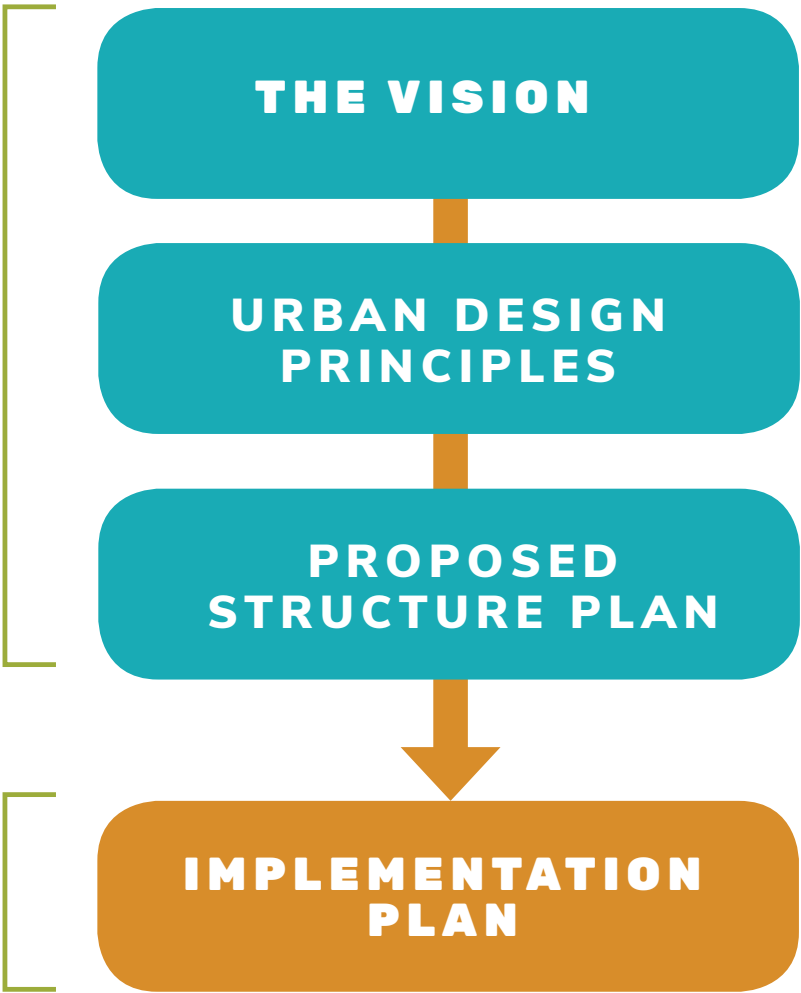 THE VISION
URBAN DESIGN
PRINCIPLES
PROPOSED
STRUCTURE PLAN
IMPLEMENTATION
PLAN